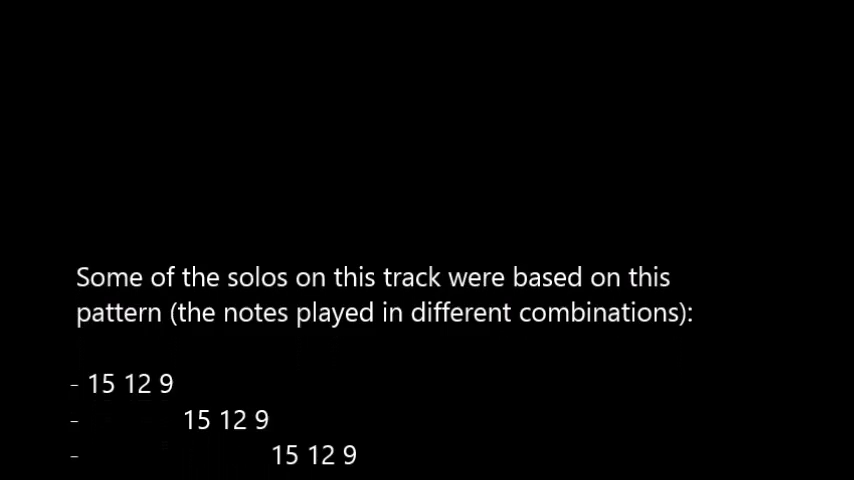 Some of the solos on this track were based on this
pattern (the notes played in different combinations):
- 15 12 9
- 15 12 9
- 15 12 9